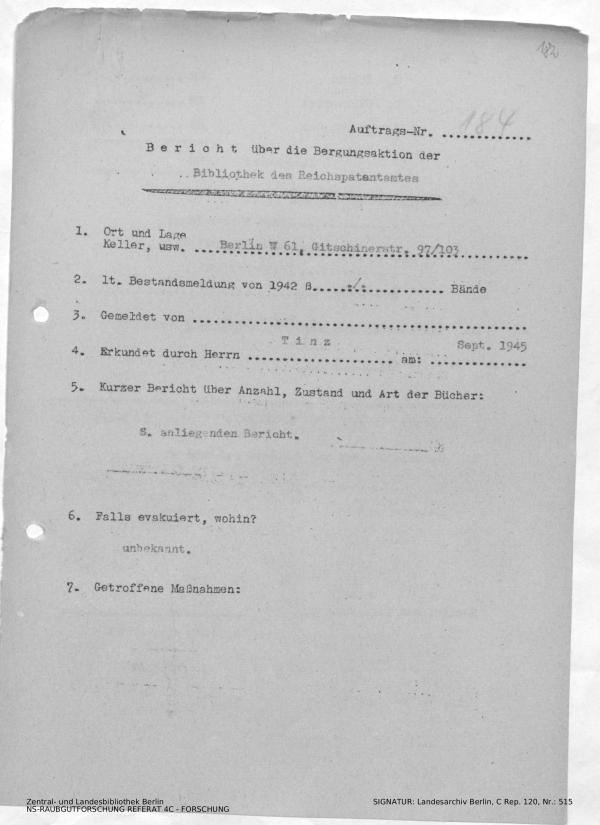 182
Auftrags-Nr. 184
B e r i c h t über die Bergungsaktion der
Bibliothek des Reichspatentamtes
1. Ort und Lage
Keller, usw. Berlin W 61, Gitschinerstr. 97/103
2. lt. Bestandsmeldung von 1942 ß.....-/-............ Bände
3. Gemeldet von
T i n z Sept. 1945
4. Erkundet durch Herrn .................. am: ..............
5. Kurzer Bericht über Anzahl, Zustand und Art der Bücher:
S. anliegenden Bericht.
6. Falls evakuiert, wohin?
unbekannt.
7. Getroffene Maßnahmen:
Zentral- und Landesbibliothek Berlin
NS-RAUBGUTFORSCHUNG REFERAT 4C - FORSCHUNG
SIGNATUR: Landesarchiv Berlin, C Rep. 120, Nr.: 515